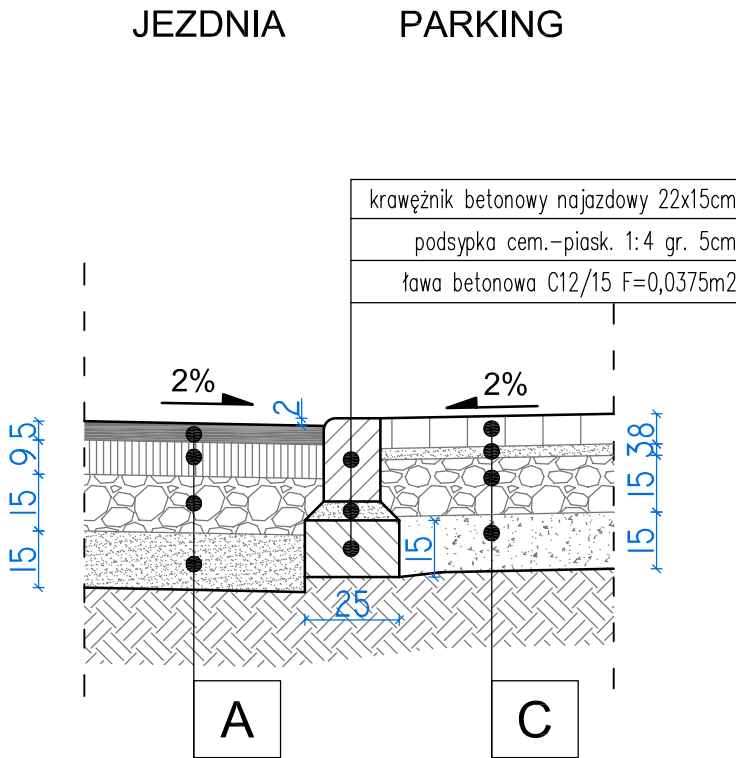 JEZDNIA PARKING
krawężnik betonowy najazdowy 22x15cm
podsypka cem.-piask. 1:4 gr. 5cm
ława betonowa C12/15 F=0,0375m2
2% 2 2%
5
9
15
15
8
3
15
15
15
25
A C